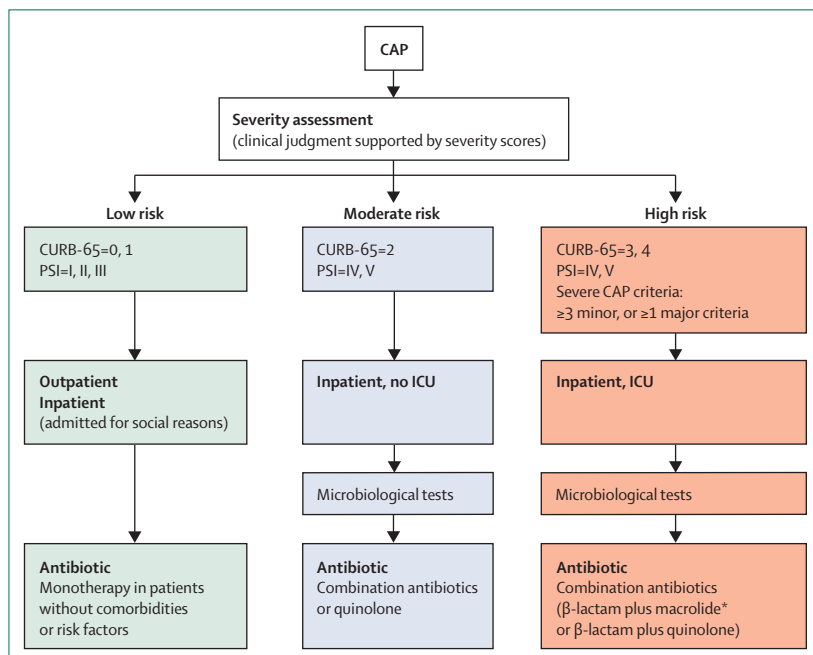 CAP
Severity assessment
(clinical judgment supported by severity scores)
Low risk
Moderate risk
High risk
CURB-65=0, 1
PSI=I, II, III
CURB-65=2
PSI=IV, V
CURB-65=3, 4
PSI=IV, V
Severe CAP criteria:
≥3 minor, or ≥1 major criteria
Outpatient
Inpatient
(admitted for social reasons)
Inpatient, no ICU
Inpatient, ICU
Microbiological tests
Microbiological tests
Antibiotic
Monotherapy in patients
without comorbidities
or risk factors
Antibiotic
Combination antibiotics
or quinolone
Antibiotic
Combination antibiotics
(β-lactam plus macrolide*
or β-lactam plus quinolone)